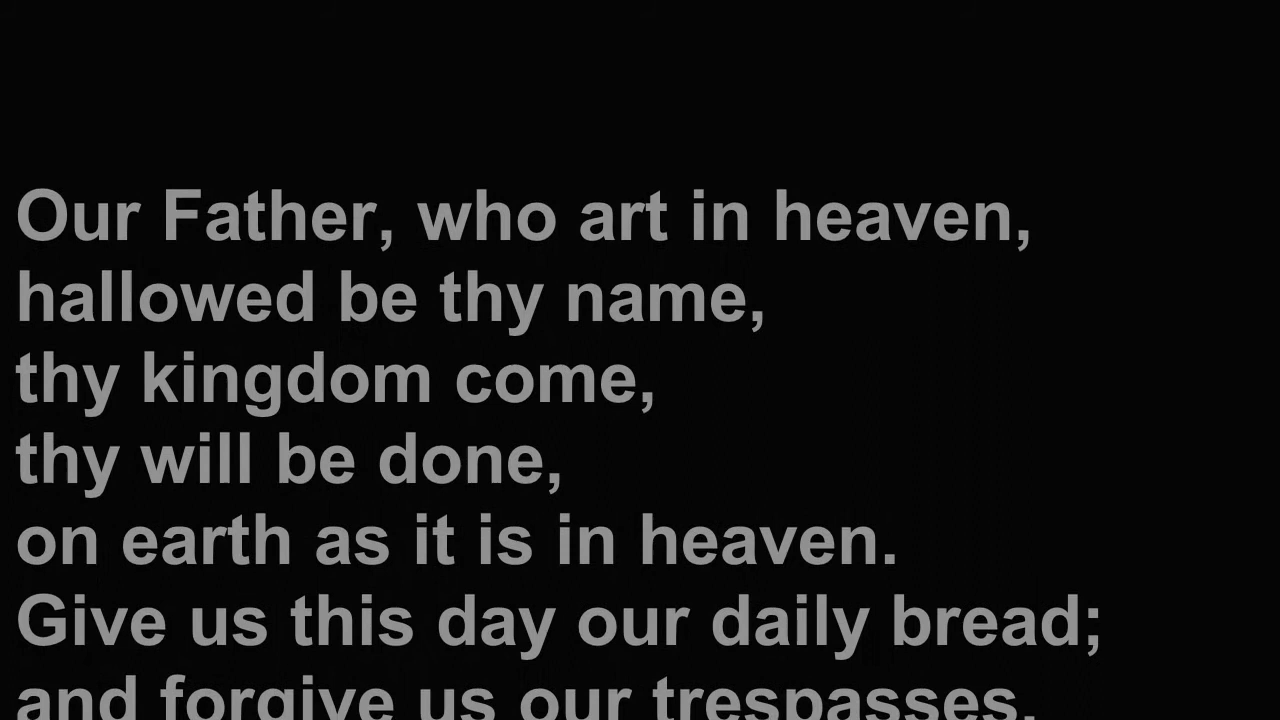 Our Father, who art in heaven,
hallowed be thy name,
thy kingdom come,
thy will be done,
on earth as it is in heaven.
Give us this day our daily bread;
and forgive us our trespasses,